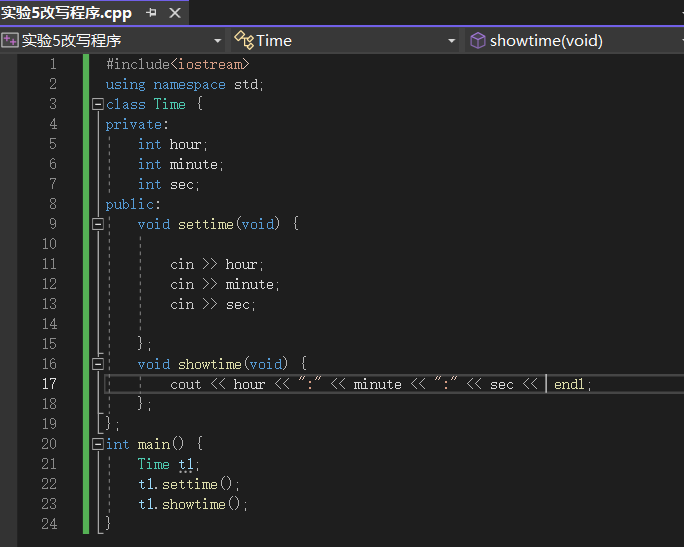 实验5改写程序.cpp
实验5改写程序 Time showtime(void)
1 #include<iostream>
2 using namespace std;
3 class Time {
4 private:
5 int hour;
6 int minute;
7 int sec;
8 public:
9 void settime(void) {
10
11 cin >> hour;
12 cin >> minute;
13 cin >> sec;
14
15 };
16 void showtime(void) {
17 cout << hour << ":" << minute << ":" << sec << endl;
18 };
19 };
20 int main() {
21 Time t1;
22 t1.settime();
23 t1.showtime();
24 }